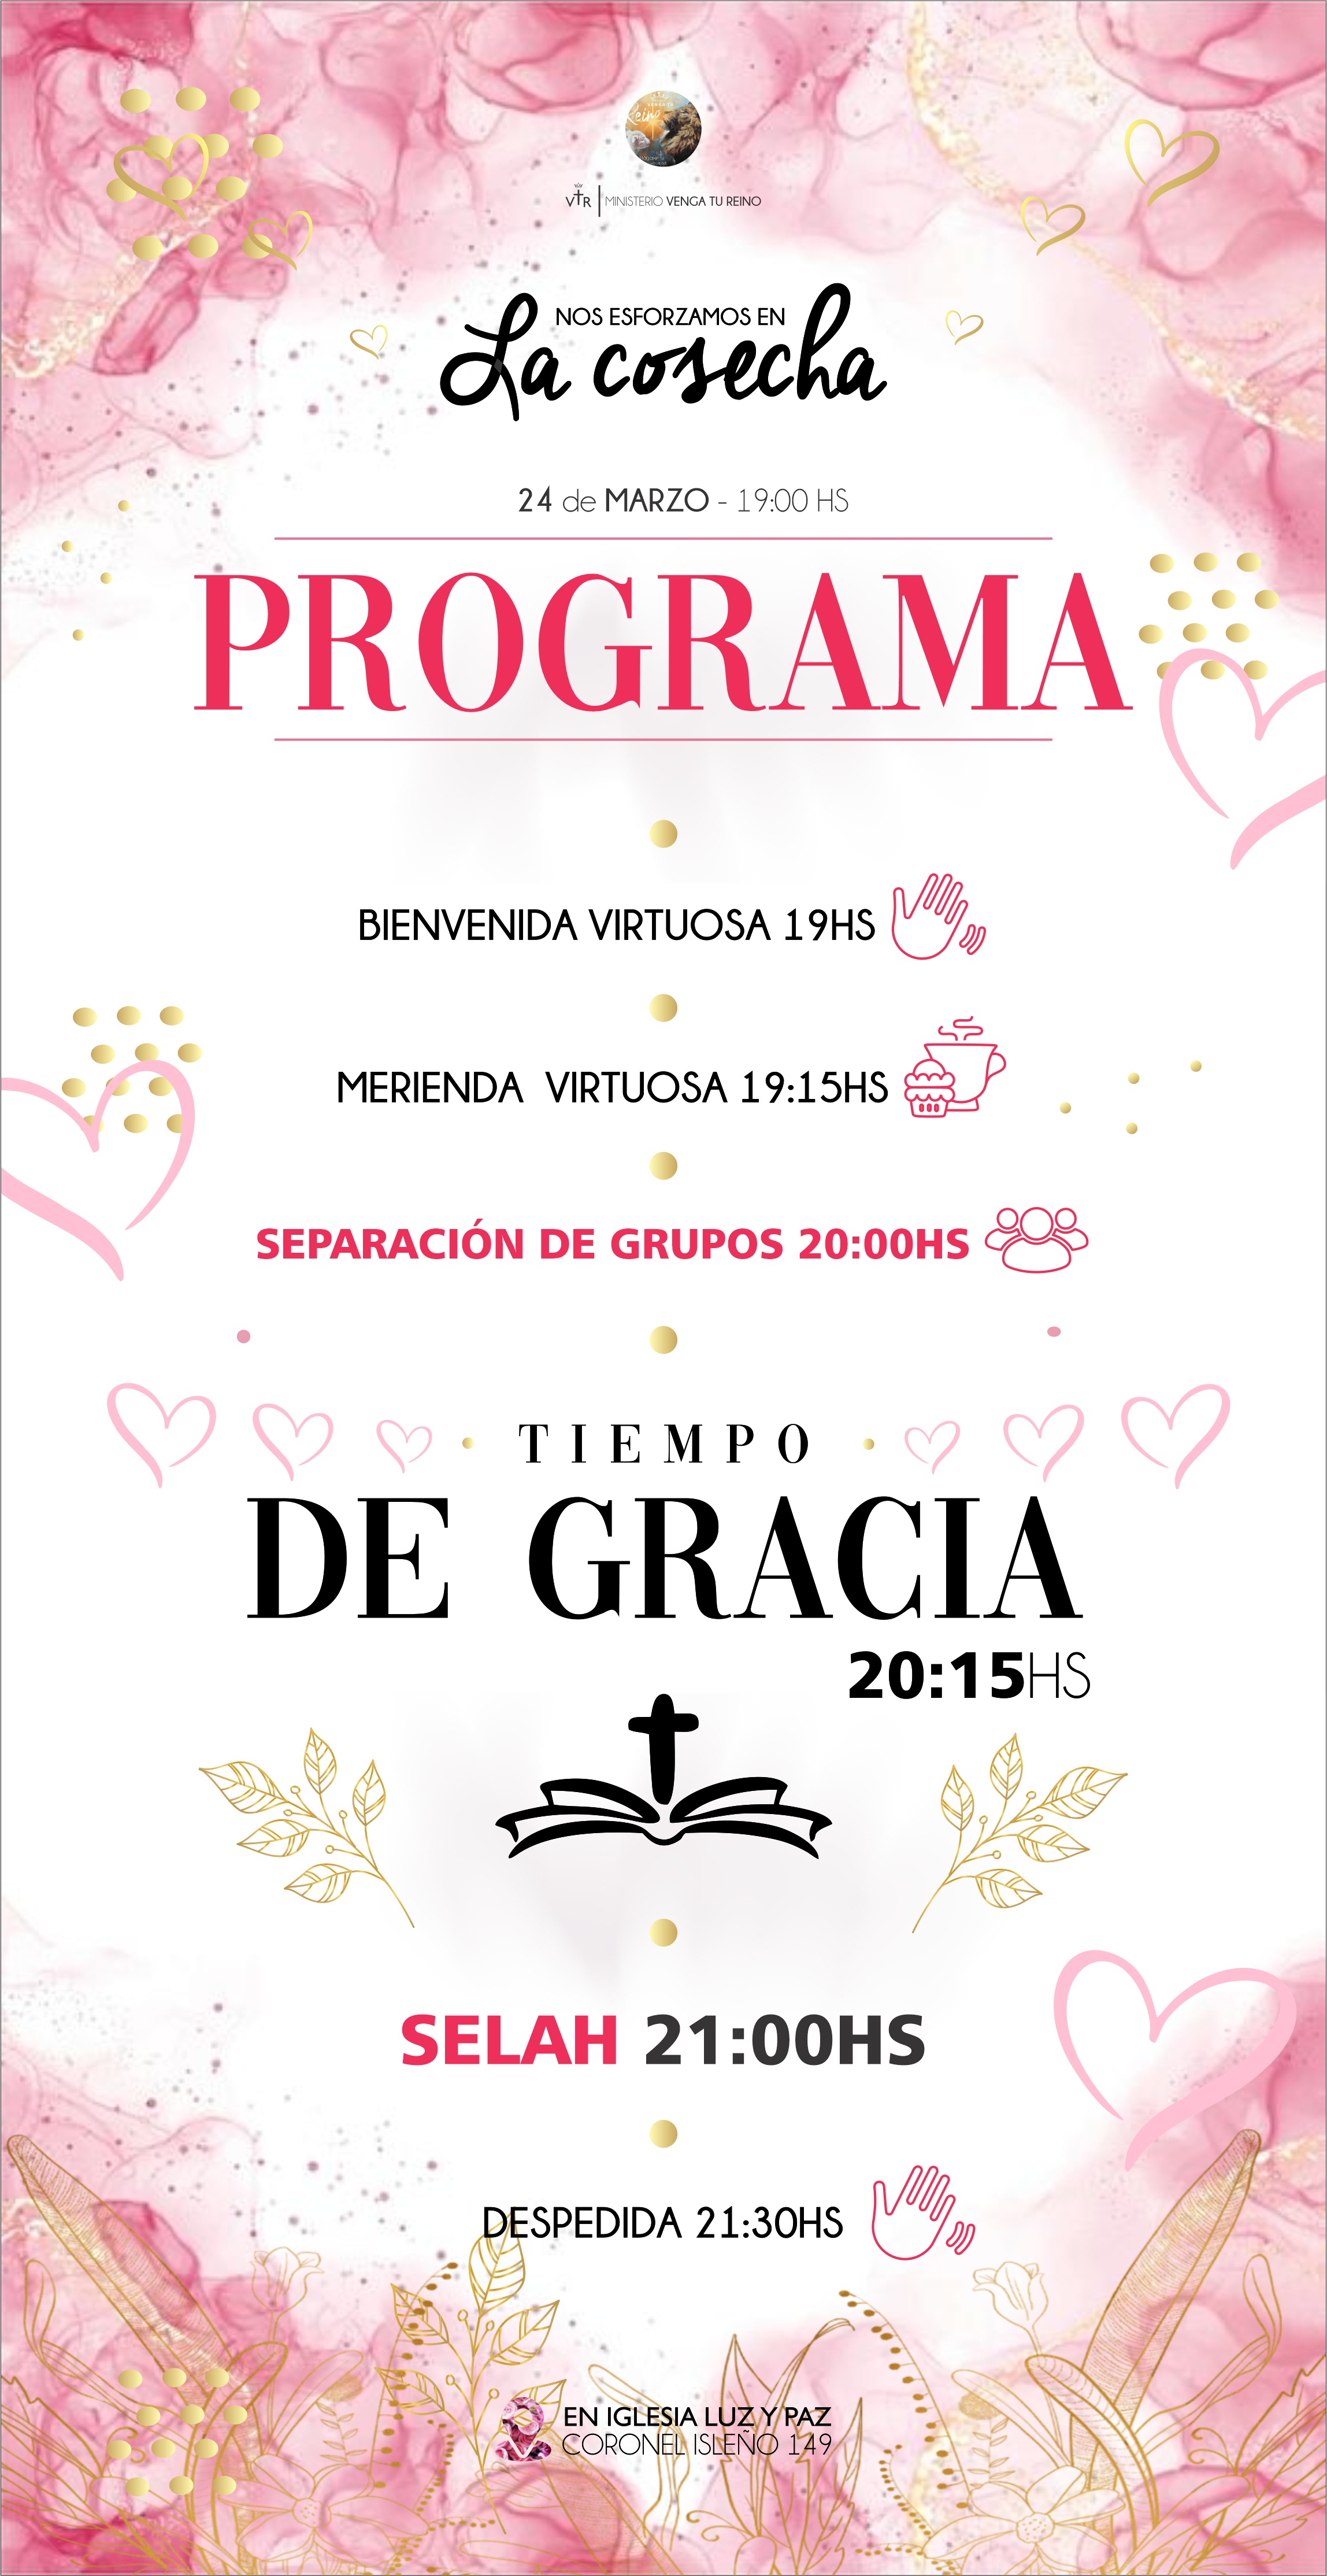 Reino
VTR | MINISTERIO VENGA TU REINO
NOS ESFORZAMOS EN
La cosecha
24 de MARZO - 19:00 HS
PROGRAMA
BIENVENIDA VIRTUOSA 19HS
MERIENDA VIRTUOSA 19:15HS
SEPARACIÓN DE GRUPOS 20:00HS
TIEMPO
DE GRACIA
20:15HS
SELAH 21:00HS
DESPEDIDA 21:30HS
EN IGLESIA LUZ Y PAZ
CORONEL ISLEÑO 149